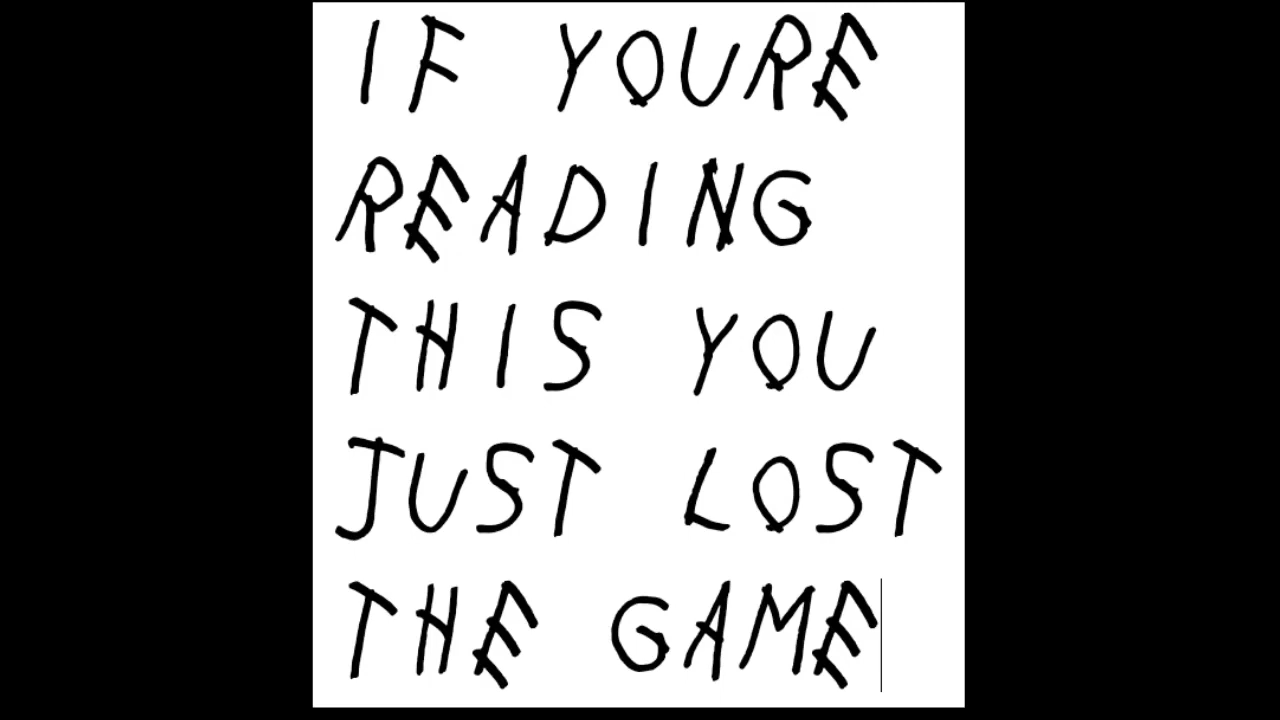 IF YOURE
READING
THIS YOU
JUST LOST
THE GAME